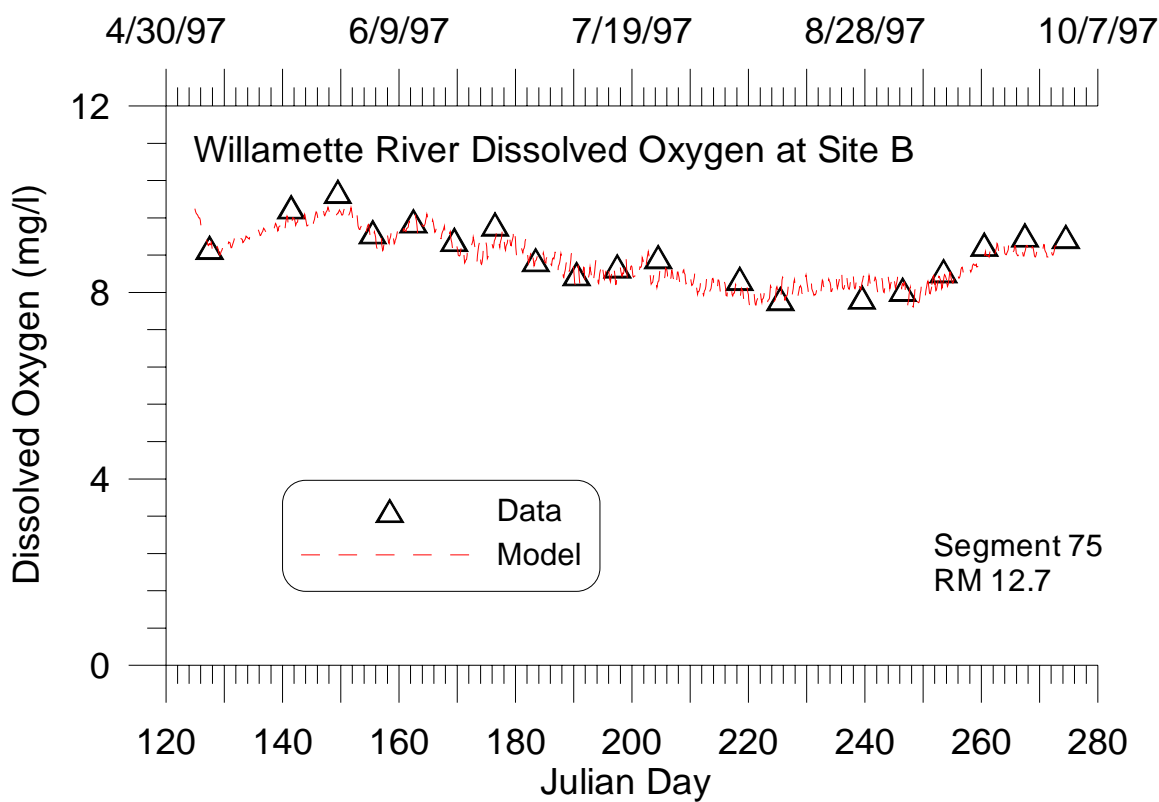 4/30/97 6/9/97 7/19/97 8/28/97 10/7/97
Willamette River Dissolved Oxygen at Site B
12
8
4
0
Dissolved Oxygen (mg/l)
Data
Model
Segment 75
RM 12.7
120 140 160 180 200 220 240 260 280
Julian Day